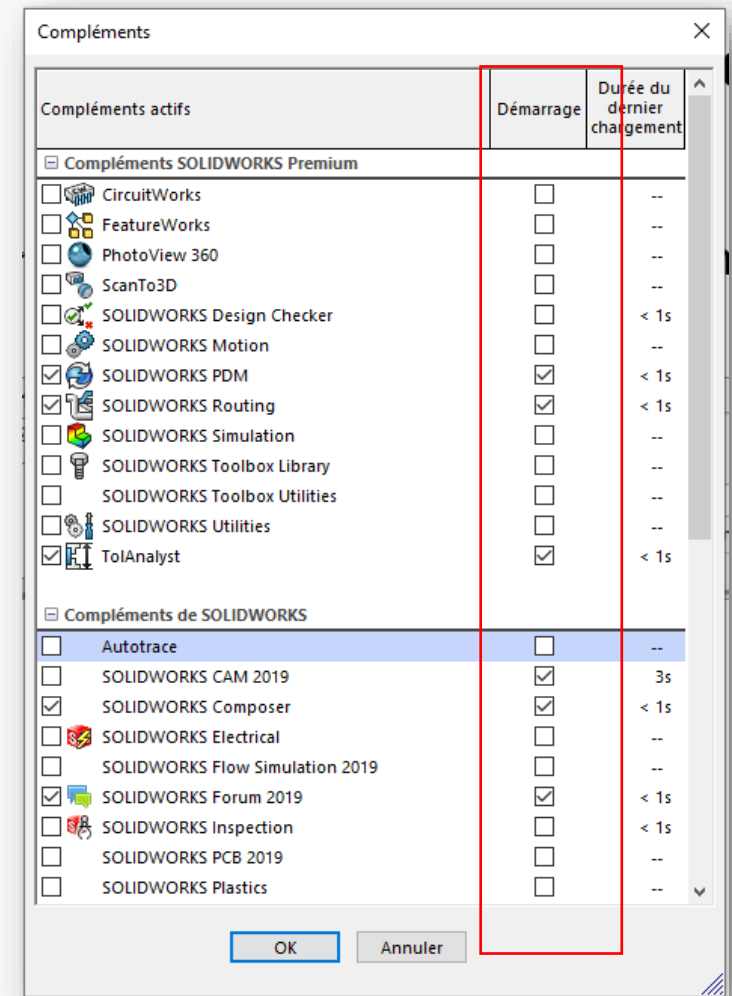 Compléments
Compléments actifs Démarrage Durée du dernier chargement
Compléments SOLIDWORKS Premium
CircuitWorks --
FeatureWorks --
PhotoView 360 --
ScanTo3D --
SOLIDWORKS Design Checker < 1s
SOLIDWORKS Motion --
SOLIDWORKS PDM < 1s
SOLIDWORKS Routing < 1s
SOLIDWORKS Simulation --
SOLIDWORKS Toolbox Library --
SOLIDWORKS Toolbox Utilities --
SOLIDWORKS Utilities --
TolAnalyst < 1s
Compléments de SOLIDWORKS
Autotrace --
SOLIDWORKS CAM 2019 3s
SOLIDWORKS Composer < 1s
SOLIDWORKS Electrical --
SOLIDWORKS Flow Simulation 2019 --
SOLIDWORKS Forum 2019 < 1s
SOLIDWORKS Inspection < 1s
SOLIDWORKS PCB 2019 --
SOLIDWORKS Plastics --
OK Annuler